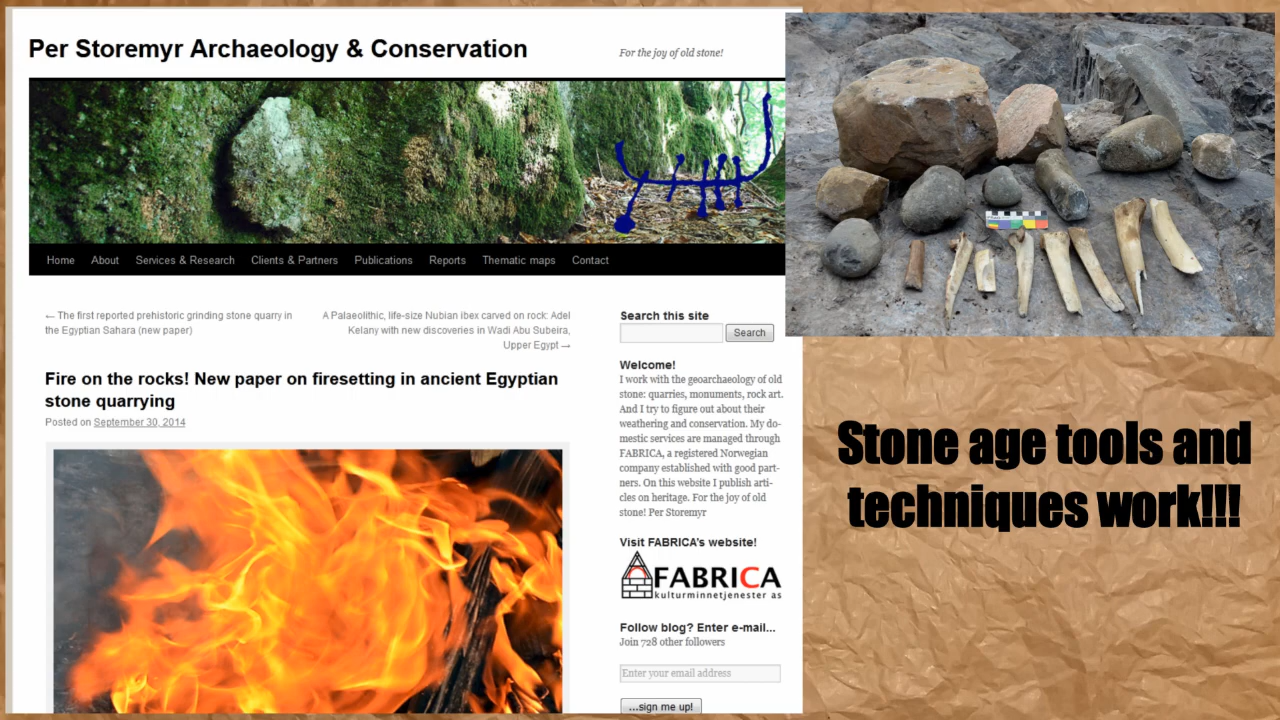 Per Storemyr Archaeology & Conservation
For the joy of old stone!
Home About Services & Research Clients & Partners Publications Reports Thematic maps Contact
← The first reported prehistoric grinding stone quarry in
the Egyptian Sahara (new paper)
A Palaeolithic, life-size Nubian ibex carved on rock: Adel
Kelany with new discoveries in Wadi Abu Subeira,
Upper Egypt →
Fire on the rocks! New paper on firesetting in ancient Egyptian
stone quarrying
Posted on September 30, 2014
Search this site
Search
Welcome!
I work with the geoarchaeology of old
stone: quarries, monuments, rock art.
And I try to figure out about their
weathering and conservation. My do-
mestic services are managed through
FABRICA, a registered Norwegian
company established with good part-
ners. On this website I publish arti-
cles on heritage. For the joy of old
stone! Per Storemyr
Visit FABRICA's website!
FABRICA
kulturminnetjenester as
Follow blog? Enter e-mail...
Join 728 other followers
Enter your email address
...sign me up!
Stone age tools and
techniques work!!!